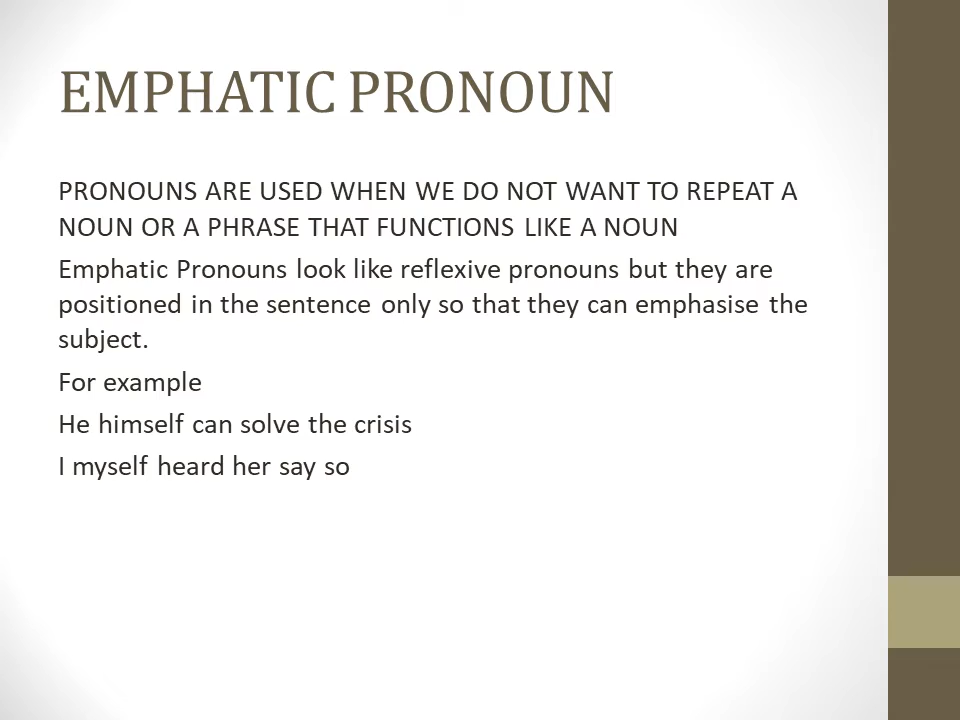 EMPHATIC PRONOUN
PRONOUNS ARE USED WHEN WE DO NOT WANT TO REPEAT A
NOUN OR A PHRASE THAT FUNCTIONS LIKE A NOUN
Emphatic Pronouns look like reflexive pronouns but they are
positioned in the sentence only so that they can emphasise the
subject.
For example
He himself can solve the crisis
I myself heard her say so